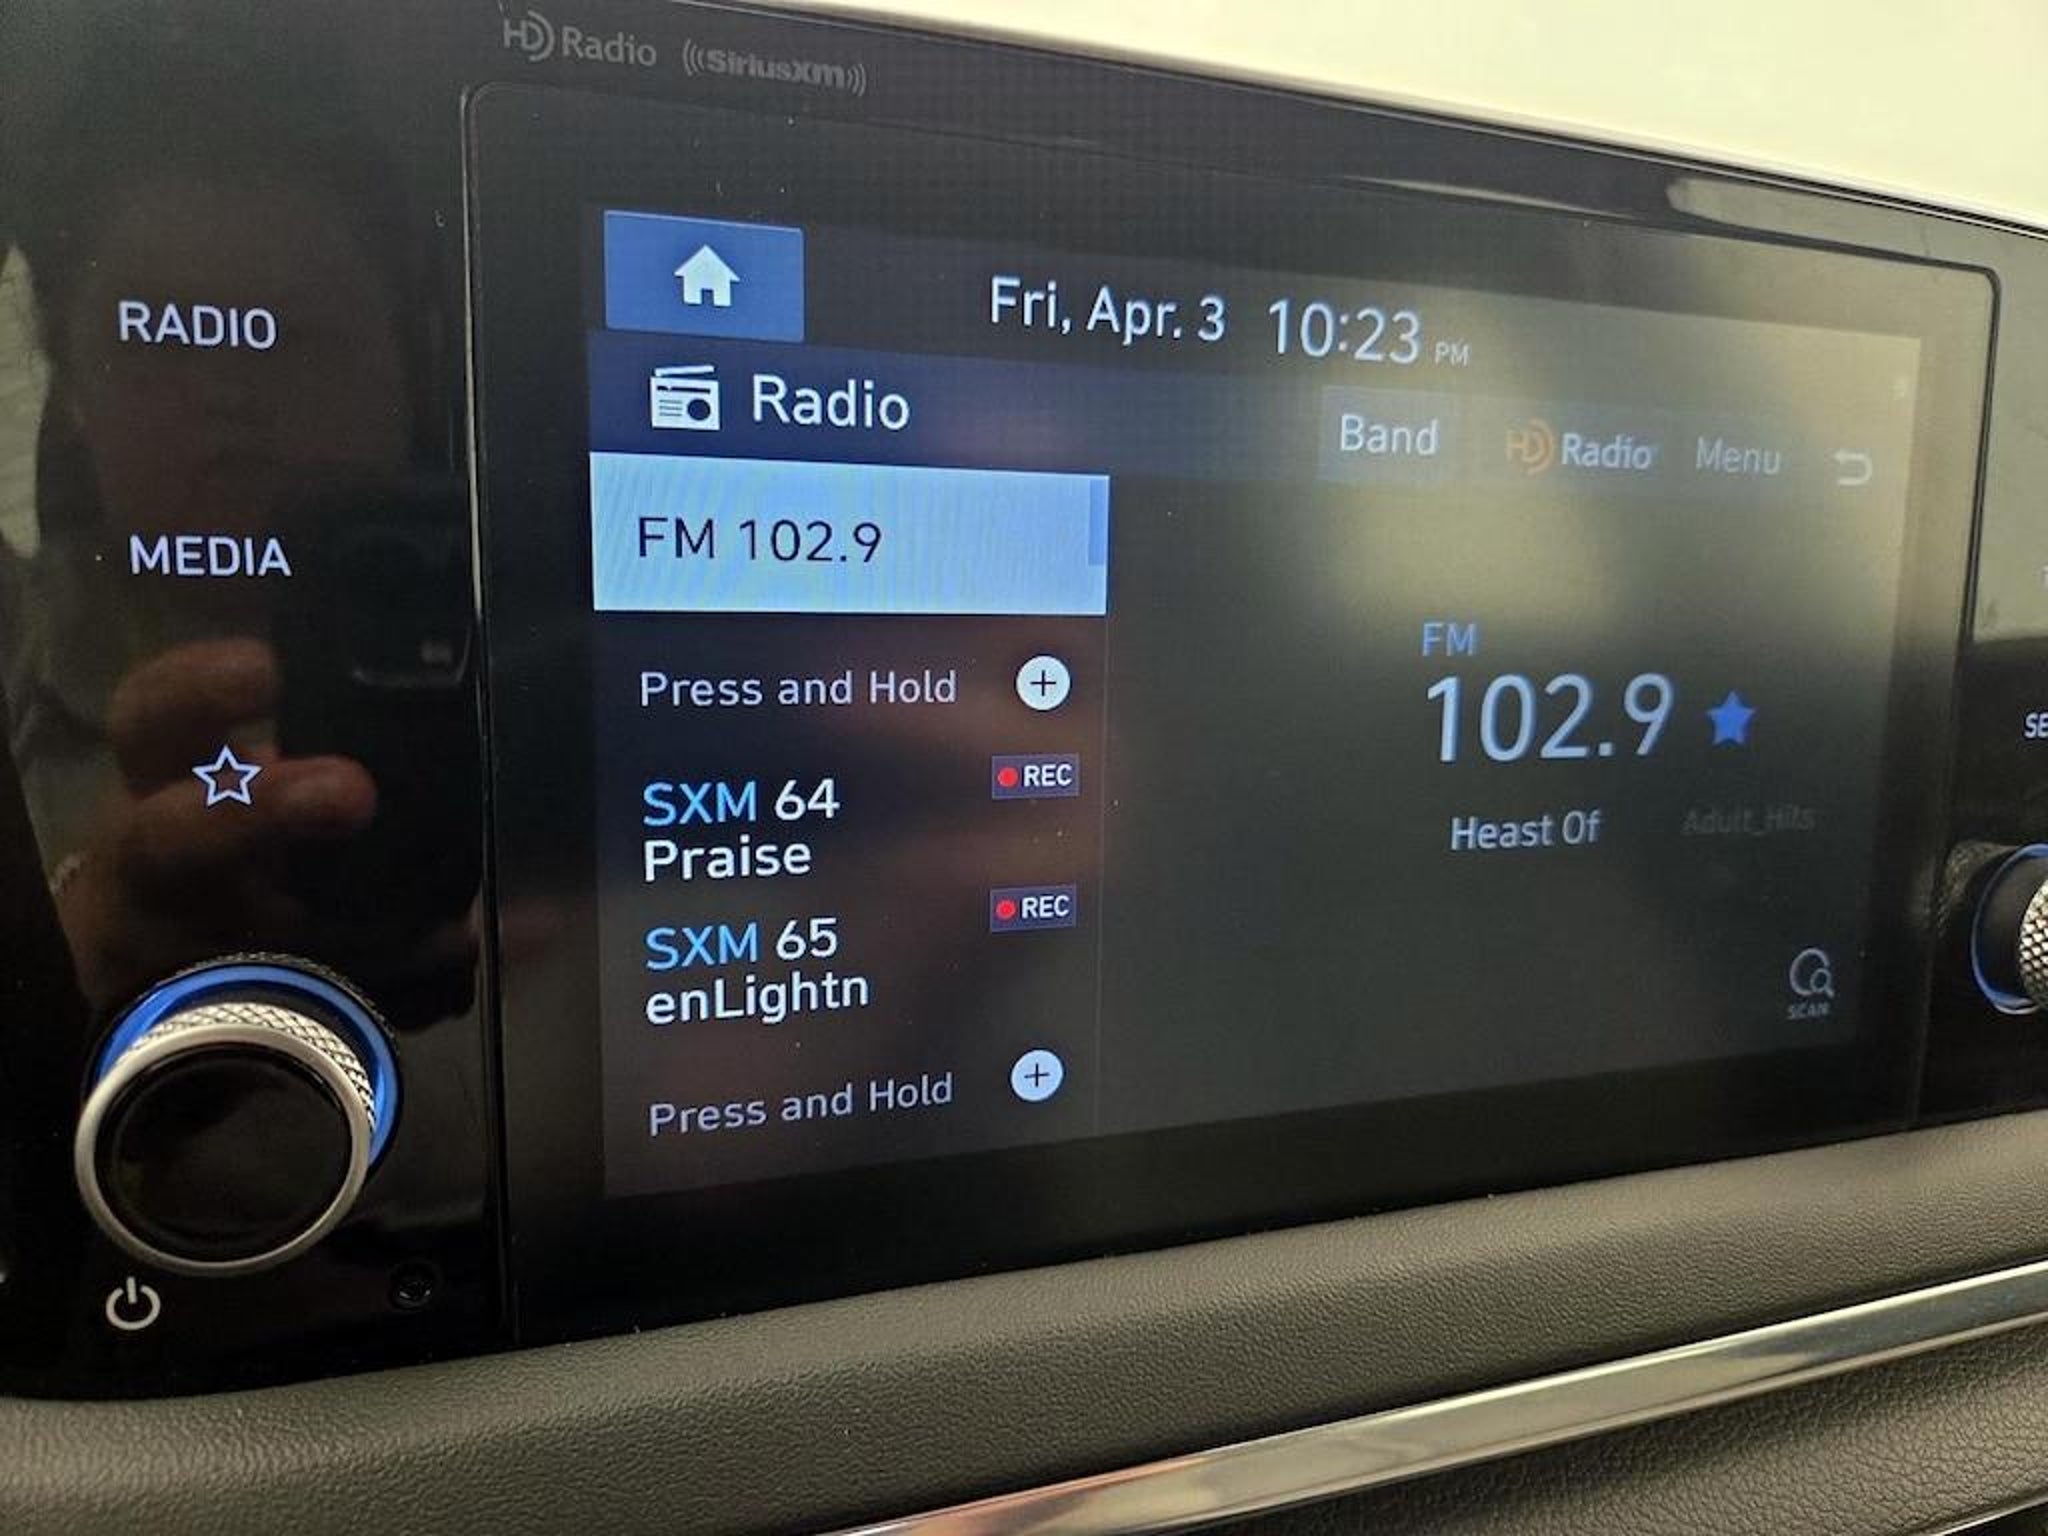 HD Radio (((SiriusXM)))
Fri, Apr. 3 10:23 PM
RADIO
Radio
Band HD Radio Menu
FM 102.9
MEDIA
FM
102.9
Press and Hold
REC
SXM 64
Praise
Heast Of Adult_Hits
REC
SXM 65
enLightn
SCAN
Press and Hold